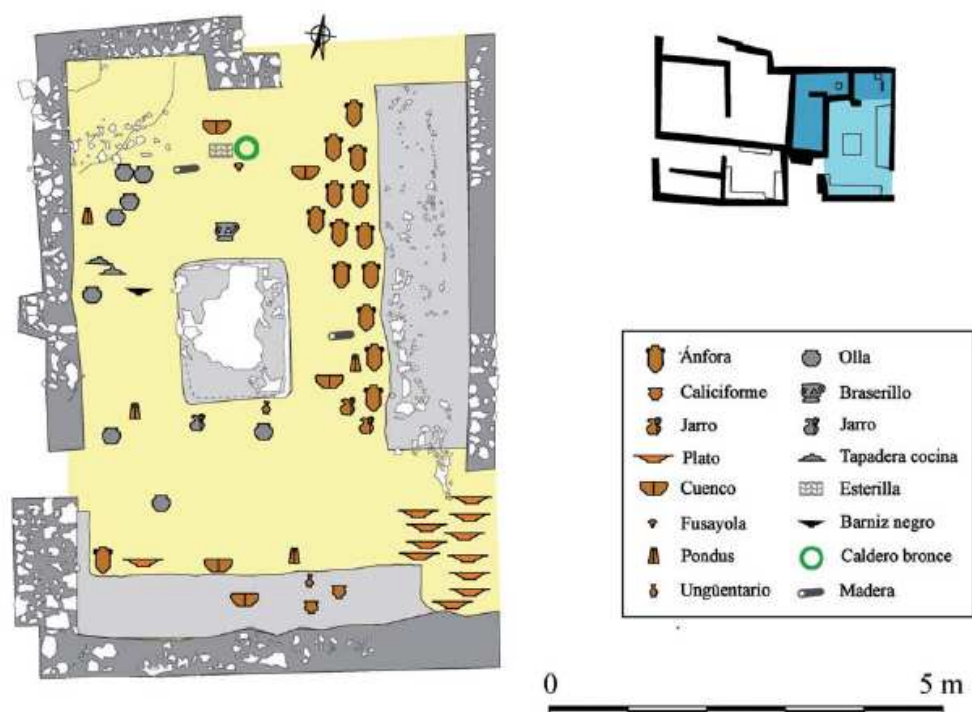 Ánfora
Caliciforme
Jarro
Plato
Cuenco
Fusayola
Pondus
Ungüentario
Olla
Braserillo
Jarro
Tapadera cocina
Esterilla
Barniz negro
Caldero bronce
Madera
0 5 m